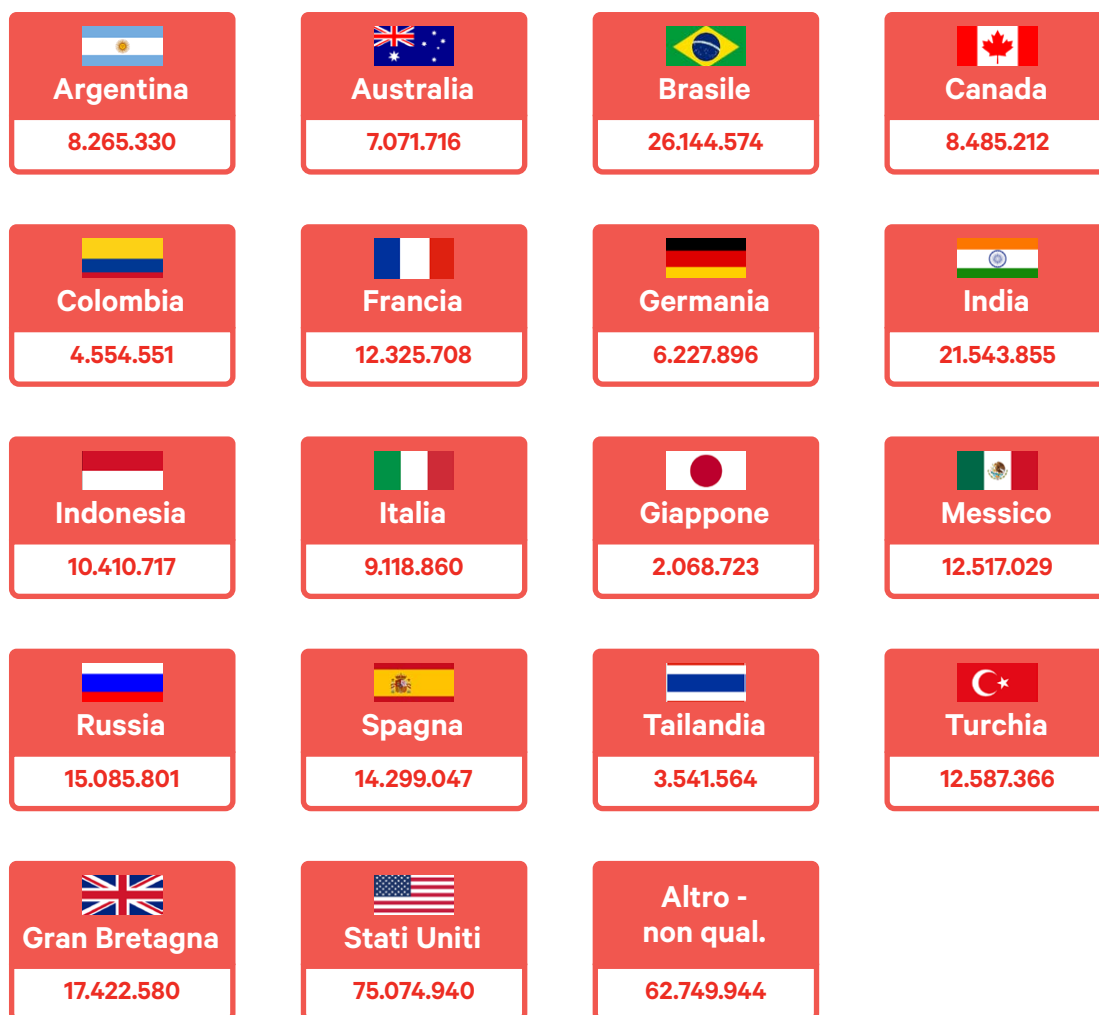 Argentina
8.265.330
Australia
7.071.716
Brasile
26.144.574
Canada
8.485.212
Colombia
4.554.551
Francia
12.325.708
Germania
6.227.896
India
21.543.855
Indonesia
10.410.717
Italia
9.118.860
Giappone
2.068.723
Messico
12.517.029
Russia
15.085.801
Spagna
14.299.047
Tailandia
3.541.564
Turchia
12.587.366
Gran Bretagna
17.422.580
Stati Uniti
75.074.940
Altro -
non qual.
62.749.944